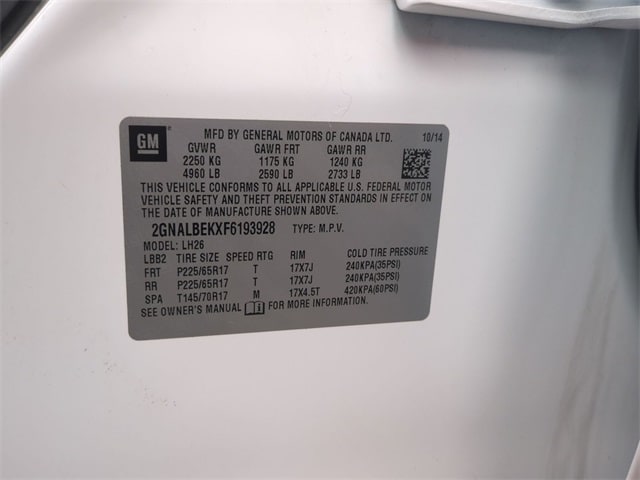 GM ® MFD BY GENERAL MOTORS OF CANADA LTD. 10/14
GVWR GAWR FRT GAWR RR
2250 KG 1175 KG 1240 KG
4960 LB 2590 LB 2733 LB
THIS VEHICLE CONFORMS TO ALL APPLICABLE U.S. FEDERAL MOTOR
VEHICLE SAFETY AND THEFT PREVENTION STANDARDS IN EFFECT ON
THE DATE OF MANUFACTURE SHOWN ABOVE.
2GNALBEKXF6193928 TYPE: M.P.V.
MODEL: LH26
LBB2 TIRE SIZE SPEED RTG RIM COLD TIRE PRESSURE
FRT P225/65R17 T 17X7J 240KPA(35PSI)
RR P225/65R17 T 17X7J 240KPA(35PSI)
SPA T145/70R17 M 17X4.5T 420KPA(60PSI)
SEE OWNER'S MANUAL FOR MORE INFORMATION.